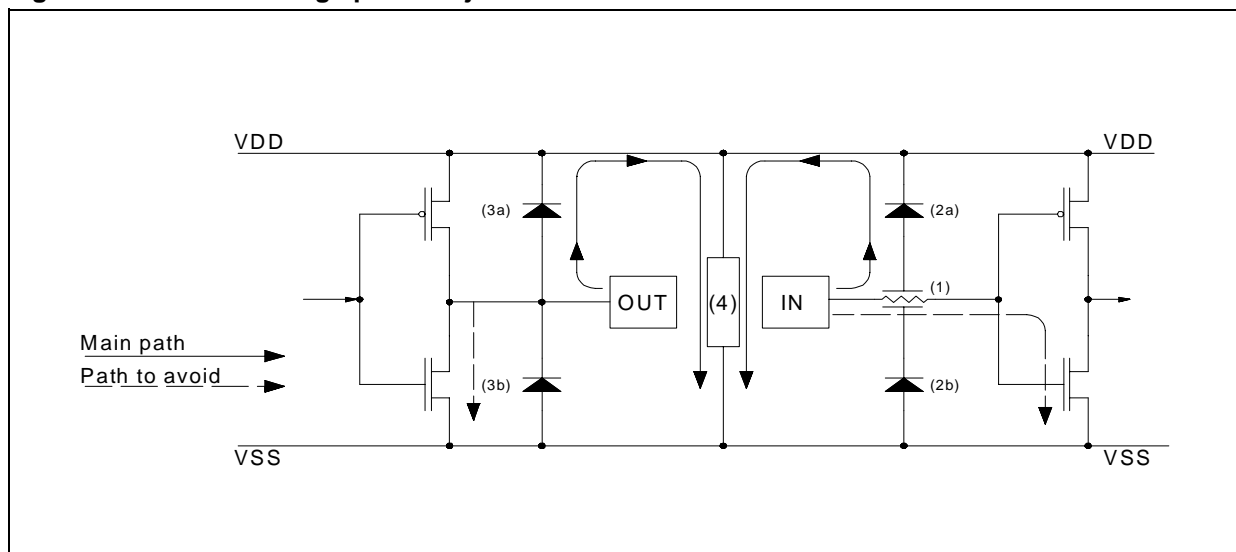 VDD VDD
(3a) (2a)
(1)
OUT (4) IN
Main path
Path to avoid
(3b) (2b)
VSS VSS